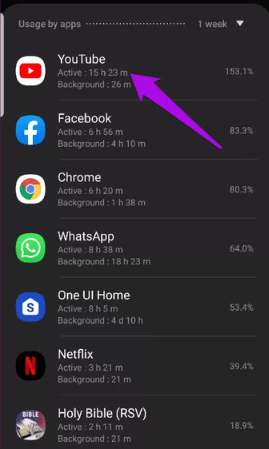 Usage by apps 1 week
YouTube
Active : 15 h 23 m
153.1%
Background : 26 m
Facebook
Active : 6 h 56 m
83.3%
Background : 4 h 10 m
Chrome
Active : 6 h 20 m
80.3%
Background : 1 h 38 m
WhatsApp
Active : 8 h 38 m
64.0%
Background : 18 h 23 m
S
One UI Home
Active : 8 h 5 m
53.4%
Background : 4 d 10 h
N
Netflix
Active : 3 h 21 m
39.4%
Background : 21 m
BIBLE
Holy Bible (RSV)
Active : 2 h 11 m
18.9%
Background : 21 m